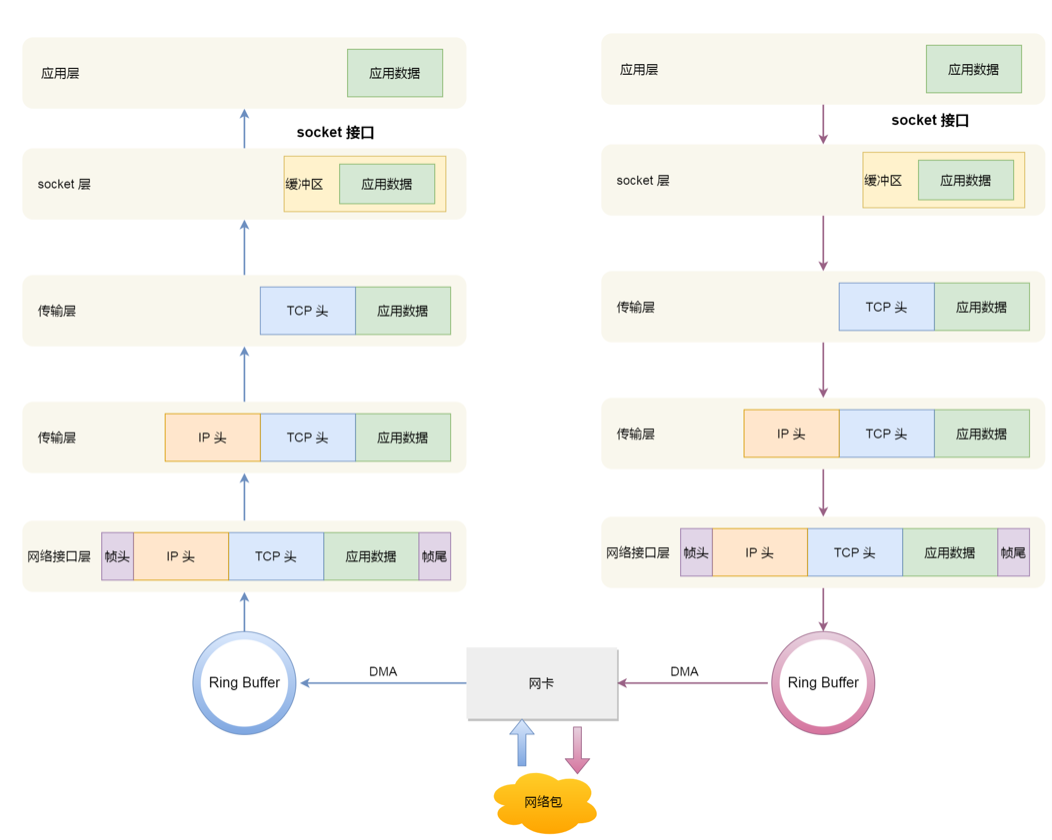 应用层
应用数据
socket 接口
socket 层
缓冲区
应用数据
传输层
TCP 头
应用数据
传输层
IP 头
TCP 头
应用数据
网络接口层
帧头
IP 头
TCP 头
应用数据
帧尾
Ring Buffer
DMA
网卡
网络包
应用层
应用数据
socket 接口
socket 层
缓冲区
应用数据
传输层
TCP 头
应用数据
传输层
IP 头
TCP 头
应用数据
网络接口层
帧头
IP 头
TCP 头
应用数据
帧尾
DMA
Ring Buffer